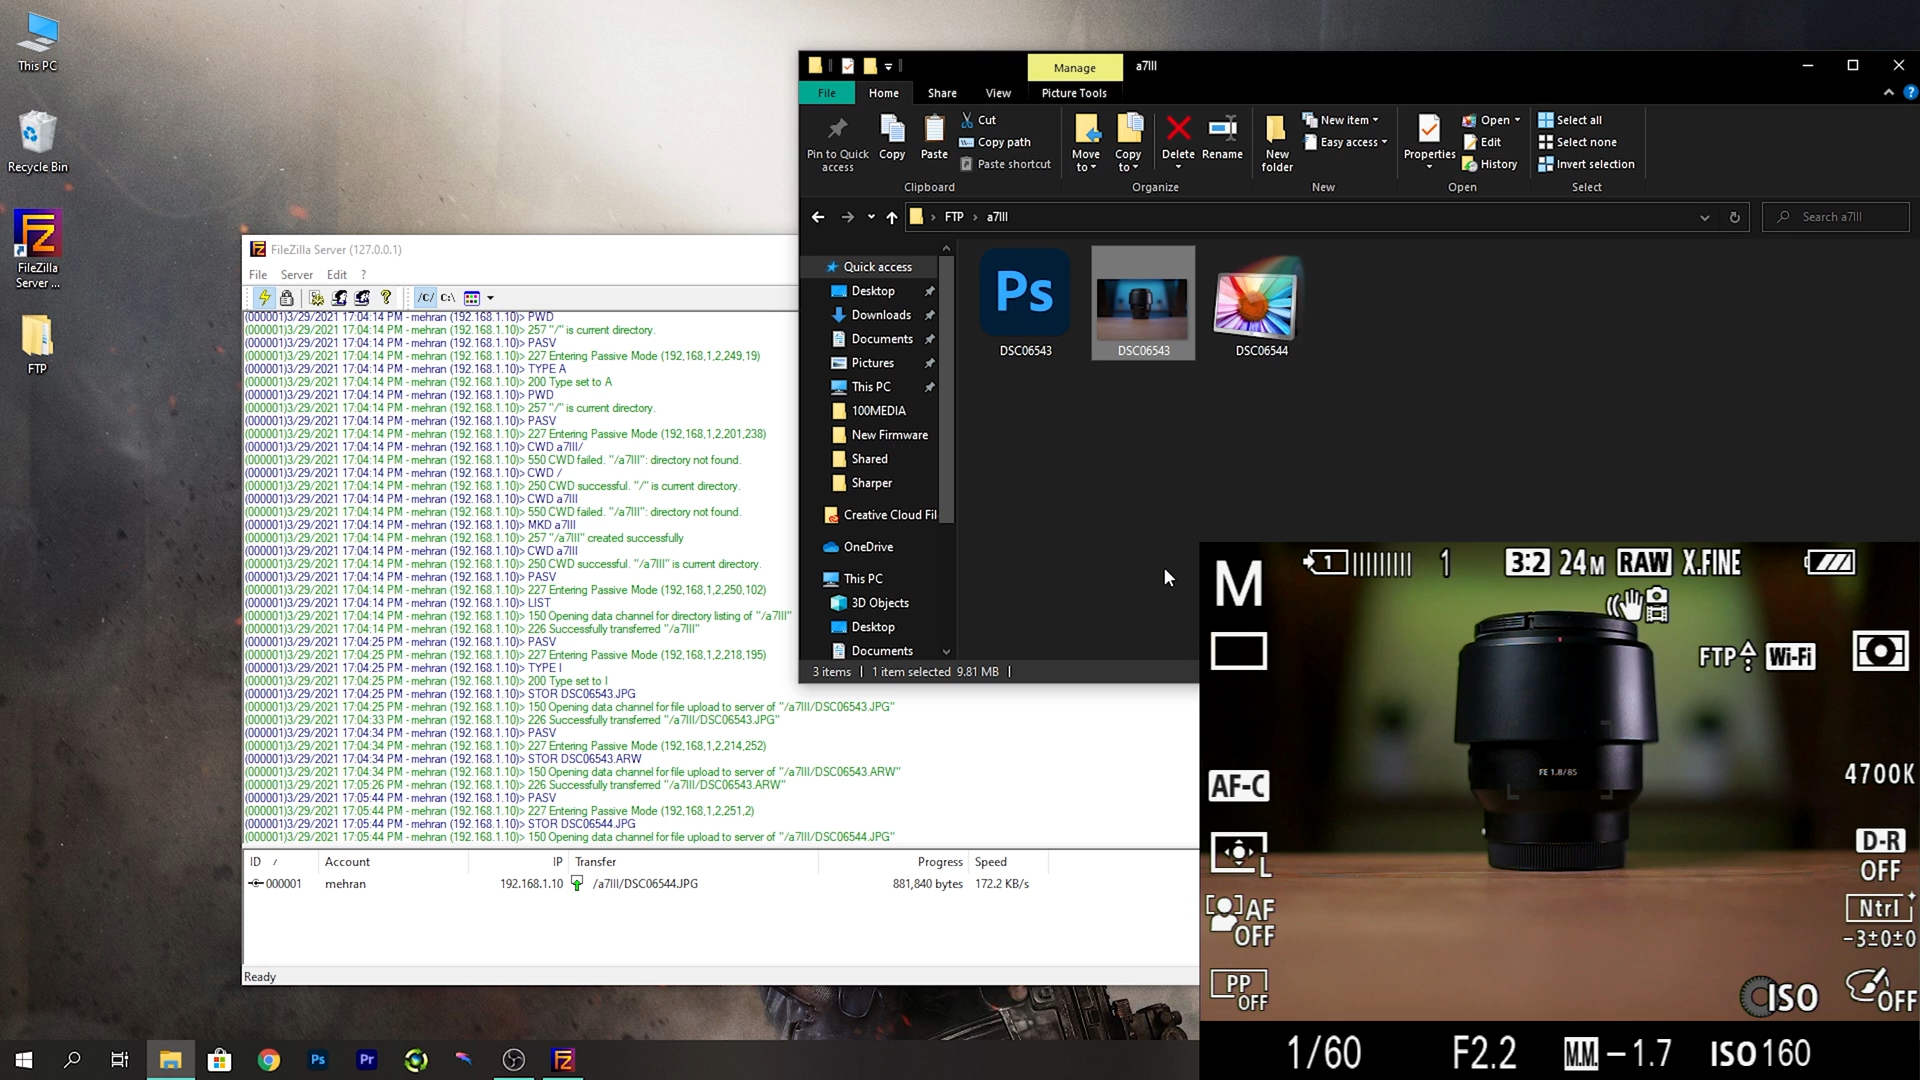 This PC
Recycle Bin
FileZilla
Server ...
FTP
FileZilla Server (127.0.0.1)
File Server Edit ?
/C/ C:\
(000001)3/29/2021 17:04:14 PM - mehran (192.168.1.10)> PWD
(000001)3/29/2021 17:04:14 PM - mehran (192.168.1.10)> 257 "/" is current directory.
(000001)3/29/2021 17:04:14 PM - mehran (192.168.1.10)> PASV
(000001)3/29/2021 17:04:14 PM - mehran (192.168.1.10)> 227 Entering Passive Mode (192,168,1,2,249,19)
(000001)3/29/2021 17:04:14 PM - mehran (192.168.1.10)> TYPE A
(000001)3/29/2021 17:04:14 PM - mehran (192.168.1.10)> 200 Type set to A
(000001)3/29/2021 17:04:14 PM - mehran (192.168.1.10)> PWD
(000001)3/29/2021 17:04:14 PM - mehran (192.168.1.10)> 257 "/" is current directory.
(000001)3/29/2021 17:04:14 PM - mehran (192.168.1.10)> PASV
(000001)3/29/2021 17:04:14 PM - mehran (192.168.1.10)> 227 Entering Passive Mode (192,168,1,2,201,238)
(000001)3/29/2021 17:04:14 PM - mehran (192.168.1.10)> CWD a7III/
(000001)3/29/2021 17:04:14 PM - mehran (192.168.1.10)> 550 CWD failed. "/a7III": directory not found.
(000001)3/29/2021 17:04:14 PM - mehran (192.168.1.10)> CWD /
(000001)3/29/2021 17:04:14 PM - mehran (192.168.1.10)> 250 CWD successful. "/" is current directory.
(000001)3/29/2021 17:04:14 PM - mehran (192.168.1.10)> CWD a7III
(000001)3/29/2021 17:04:14 PM - mehran (192.168.1.10)> 550 CWD failed. "/a7III": directory not found.
(000001)3/29/2021 17:04:14 PM - mehran (192.168.1.10)> MKD a7III
(000001)3/29/2021 17:04:14 PM - mehran (192.168.1.10)> 257 "/a7III" created successfully
(000001)3/29/2021 17:04:14 PM - mehran (192.168.1.10)> CWD a7III
(000001)3/29/2021 17:04:14 PM - mehran (192.168.1.10)> 250 CWD successful. "/a7III" is current directory.
(000001)3/29/2021 17:04:14 PM - mehran (192.168.1.10)> PASV
(000001)3/29/2021 17:04:14 PM - mehran (192.168.1.10)> 227 Entering Passive Mode (192,168,1,2,250,102)
(000001)3/29/2021 17:04:14 PM - mehran (192.168.1.10)> LIST
(000001)3/29/2021 17:04:14 PM - mehran (192.168.1.10)> 150 Opening data channel for directory listing of "/a7III"
(000001)3/29/2021 17:04:14 PM - mehran (192.168.1.10)> 226 Successfully transferred "/a7III"
(000001)3/29/2021 17:04:25 PM - mehran (192.168.1.10)> PASV
(000001)3/29/2021 17:04:25 PM - mehran (192.168.1.10)> 227 Entering Passive Mode (192,168,1,2,218,195)
(000001)3/29/2021 17:04:25 PM - mehran (192.168.1.10)> TYPE I
(000001)3/29/2021 17:04:25 PM - mehran (192.168.1.10)> 200 Type set to I
(000001)3/29/2021 17:04:25 PM - mehran (192.168.1.10)> STOR DSC06543.JPG
(000001)3/29/2021 17:04:25 PM - mehran (192.168.1.10)> 150 Opening data channel for file upload to server of "/a7III/DSC06543.JPG"
(000001)3/29/2021 17:04:33 PM - mehran (192.168.1.10)> 226 Successfully transferred "/a7III/DSC06543.JPG"
(000001)3/29/2021 17:04:34 PM - mehran (192.168.1.10)> PASV
(000001)3/29/2021 17:04:34 PM - mehran (192.168.1.10)> 227 Entering Passive Mode (192,168,1,2,214,252)
(000001)3/29/2021 17:04:34 PM - mehran (192.168.1.10)> STOR DSC06543.ARW
(000001)3/29/2021 17:04:34 PM - mehran (192.168.1.10)> 150 Opening data channel for file upload to server of "/a7III/DSC06543.ARW"
(000001)3/29/2021 17:05:26 PM - mehran (192.168.1.10)> 226 Successfully transferred "/a7III/DSC06543.ARW"
(000001)3/29/2021 17:05:44 PM - mehran (192.168.1.10)> PASV
(000001)3/29/2021 17:05:44 PM - mehran (192.168.1.10)> 227 Entering Passive Mode (192,168,1,2,251,2)
(000001)3/29/2021 17:05:44 PM - mehran (192.168.1.10)> STOR DSC06544.JPG
(000001)3/29/2021 17:05:44 PM - mehran (192.168.1.10)> 150 Opening data channel for file upload to server of "/a7III/DSC06544.JPG"
ID / Account IP Transfer Progress Speed
000001 mehran 192.168.1.10 /a7III/DSC06544.JPG 881,840 bytes 172.2 KB/s
Ready
Manage a7III
File Home Share View Picture Tools
Pin to Quick access
Copy
Paste
Cut
Copy path
Paste shortcut
Clipboard
Move to
Copy to
Delete
Rename
Organize
New folder
New item
Easy access
New
Properties
Open
Edit
History
Open
Select all
Select none
Invert selection
Select
FTP › a7III
Search a7III
Quick access
Desktop
Downloads
Documents
Pictures
This PC
100MEDIA
New Firmware
Shared
Sharper
Creative Cloud Fil
OneDrive
This PC
3D Objects
Desktop
Documents
Ps
DSC06543
DSC06543
DSC06544
3 items 1 item selected 9.81 MB
M 1 1 3:2 24M RAW X.FINE
FTP Wi-Fi
FE 1.8/85
AF-C
4700K
L
D-R
OFF
AF
OFF
Ntrl
-3±0±0
PP
OFF
ISO
OFF
1/60 F2.2 M.M. -1.7 ISO 160
Ps Pr